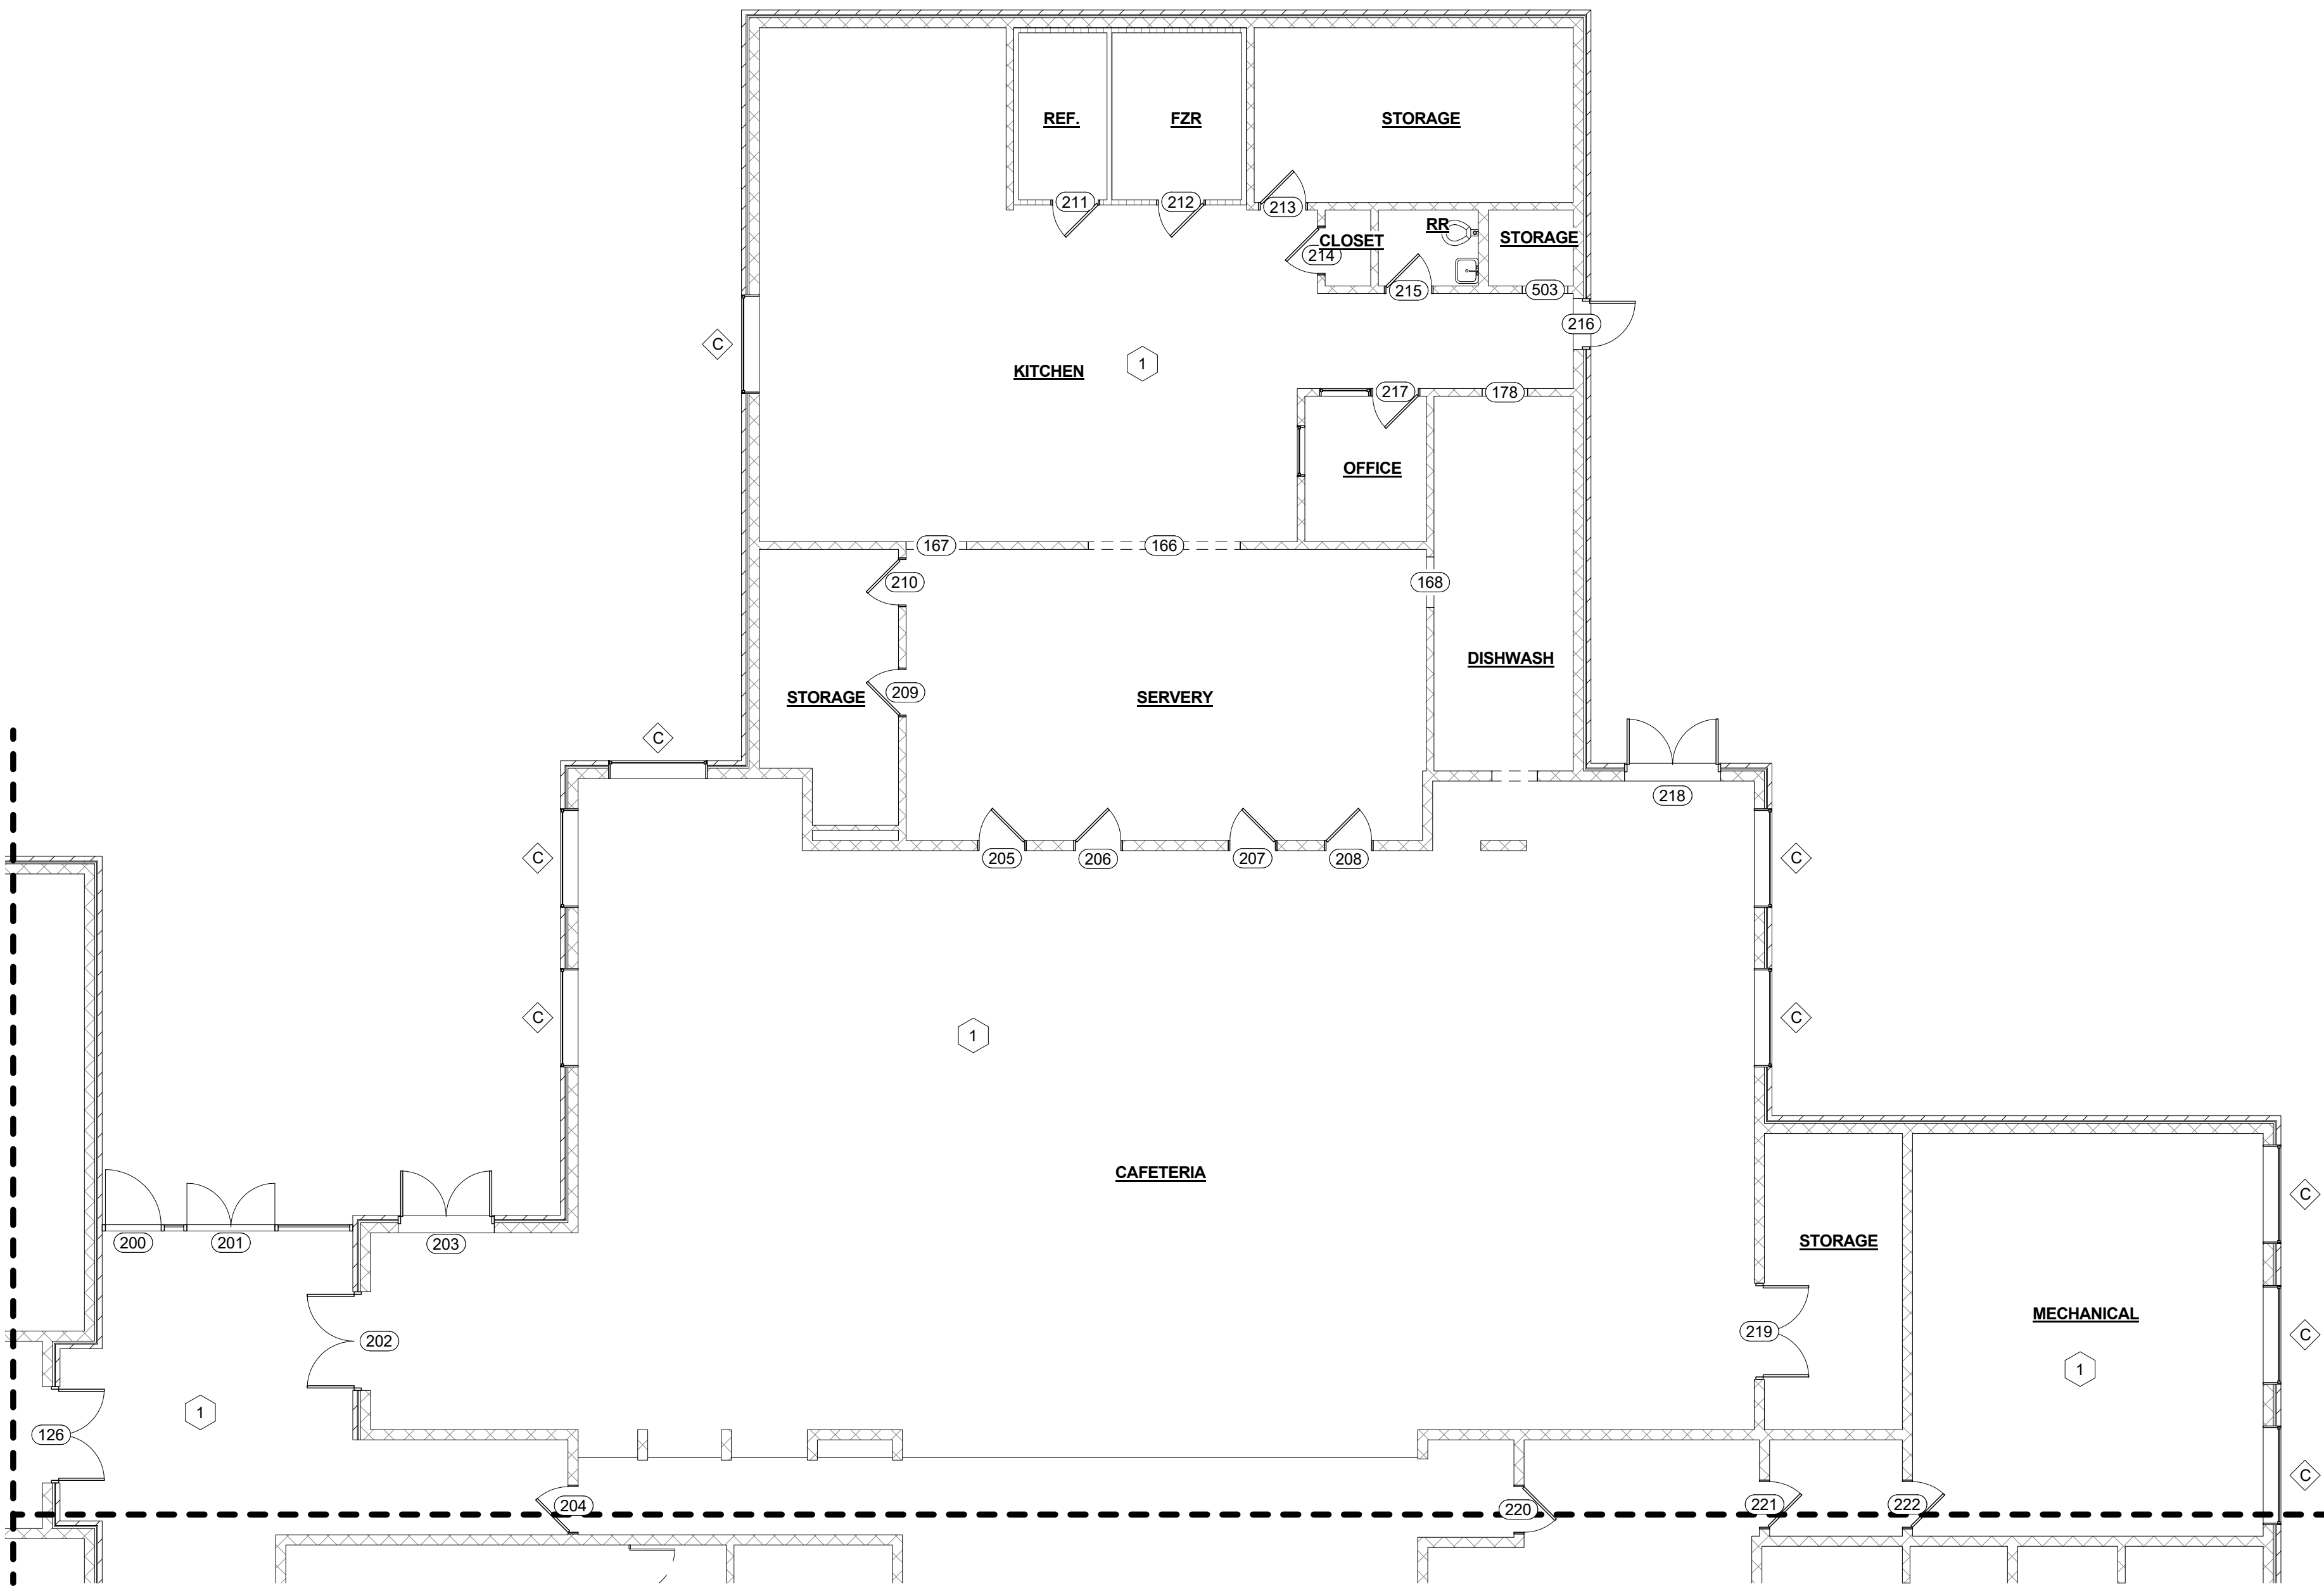 REF.
FZR
STORAGE
211
212
213
RR
CLOSET
STORAGE
214
215
503
216
C
1
KITCHEN
217
178
OFFICE
167
166
210
168
DISHWASH
209
STORAGE
SERVERY
C
218
205
206
207
208
C
C
C
C
1
CAFETERIA
C
200
201
203
STORAGE
MECHANICAL
219
C
202
1
1
126
C
204
220
221
222